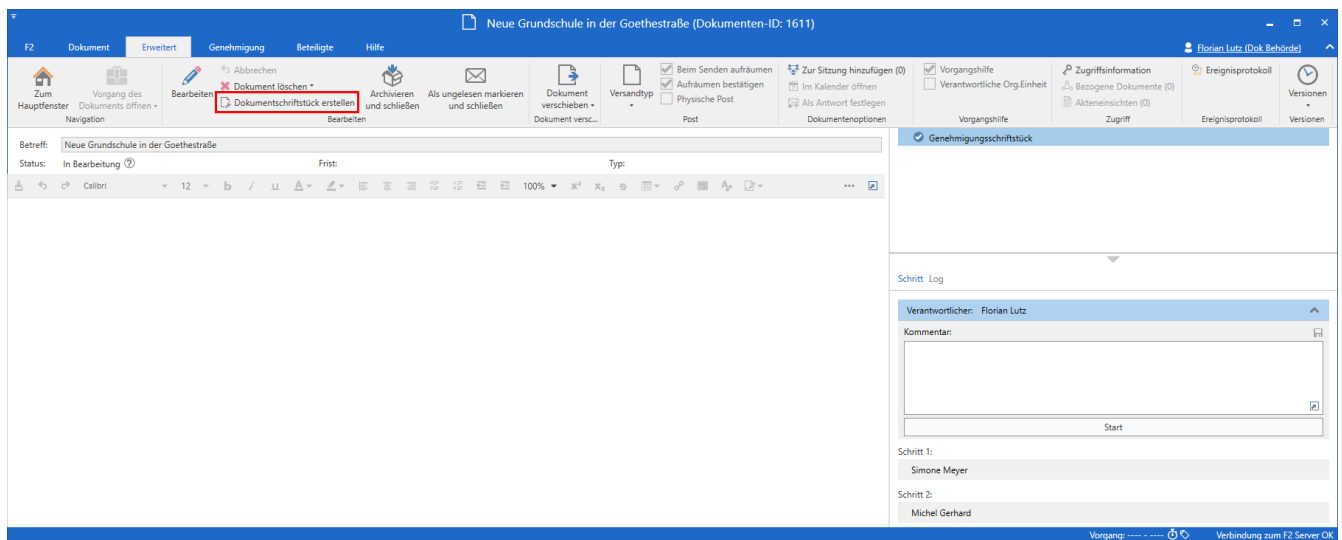 Neue Grundschule in der Goethestraße (Dokumenten-ID: 1611)
F2 Dokument Erweitert Genehmigung Beteiligte Hilfe Florian Lutz (Dok Behörde)
Zum Hauptfenster
Vorgang des Dokuments öffnen
Navigation
Bearbeiten
Abbrechen
Dokument löschen
Dokumentschriftstück erstellen
Archivieren und schließen
Als ungelesen markieren und schließen
Bearbeiten
Dokument verschieben
Dokument versc...
Versandtyp
Beim Senden aufräumen
Aufräumen bestätigen
Physische Post
Post
Zur Sitzung hinzufügen (0)
Im Kalender öffnen
Als Antwort festlegen
Dokumentenoptionen
Vorgangshilfe
Verantwortliche Org.Einheit
Vorgangshilfe
Zugriffsinformation
Bezogene Dokumente (0)
Akteneinsichten (0)
Zugriff
Ereignisprotokoll
Ereignisprotokoll
Versionen
Versionen
Betreff: Neue Grundschule in der Goethestraße
Status: In Bearbeitung ? Frist: Typ:
Calibri 12 b i u A 100% x² x₂ S
Genehmigungsschriftstück
Schritt Log
Verantwortlicher: Florian Lutz
Kommentar:
Start
Schritt 1:
Simone Meyer
Schritt 2:
Michel Gerhard
Vorgang: ---- - ---- Verbindung zum F2 Server OK